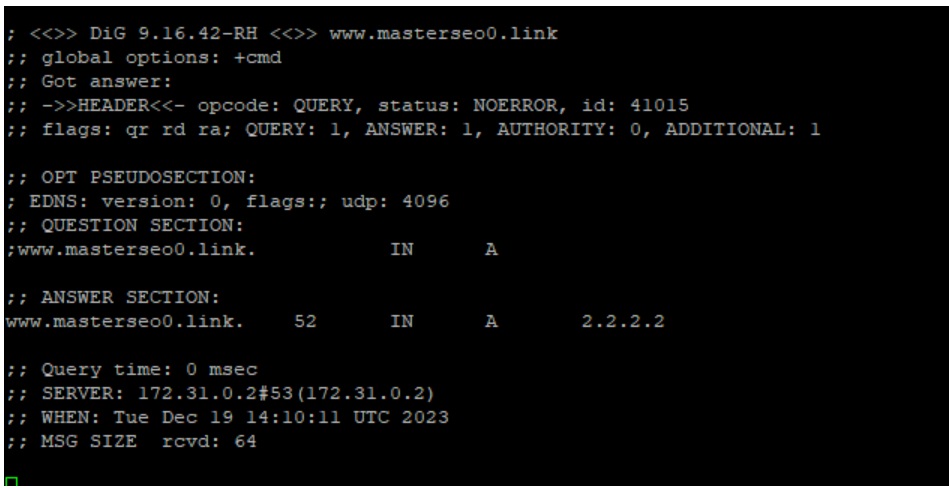 ; <<>> DiG 9.16.42-RH <<>> www.masterseo0.link
;; global options: +cmd
;; Got answer:
;; ->>HEADER<<- opcode: QUERY, status: NOERROR, id: 41015
;; flags: qr rd ra; QUERY: 1, ANSWER: 1, AUTHORITY: 0, ADDITIONAL: 1
;; OPT PSEUDOSECTION:
; EDNS: version: 0, flags:; udp: 4096
;; QUESTION SECTION:
;www.masterseo0.link. IN A
;; ANSWER SECTION:
www.masterseo0.link. 52 IN A 2.2.2.2
;; Query time: 0 msec
;; SERVER: 172.31.0.2#53(172.31.0.2)
;; WHEN: Tue Dec 19 14:10:11 UTC 2023
;; MSG SIZE rcvd: 64